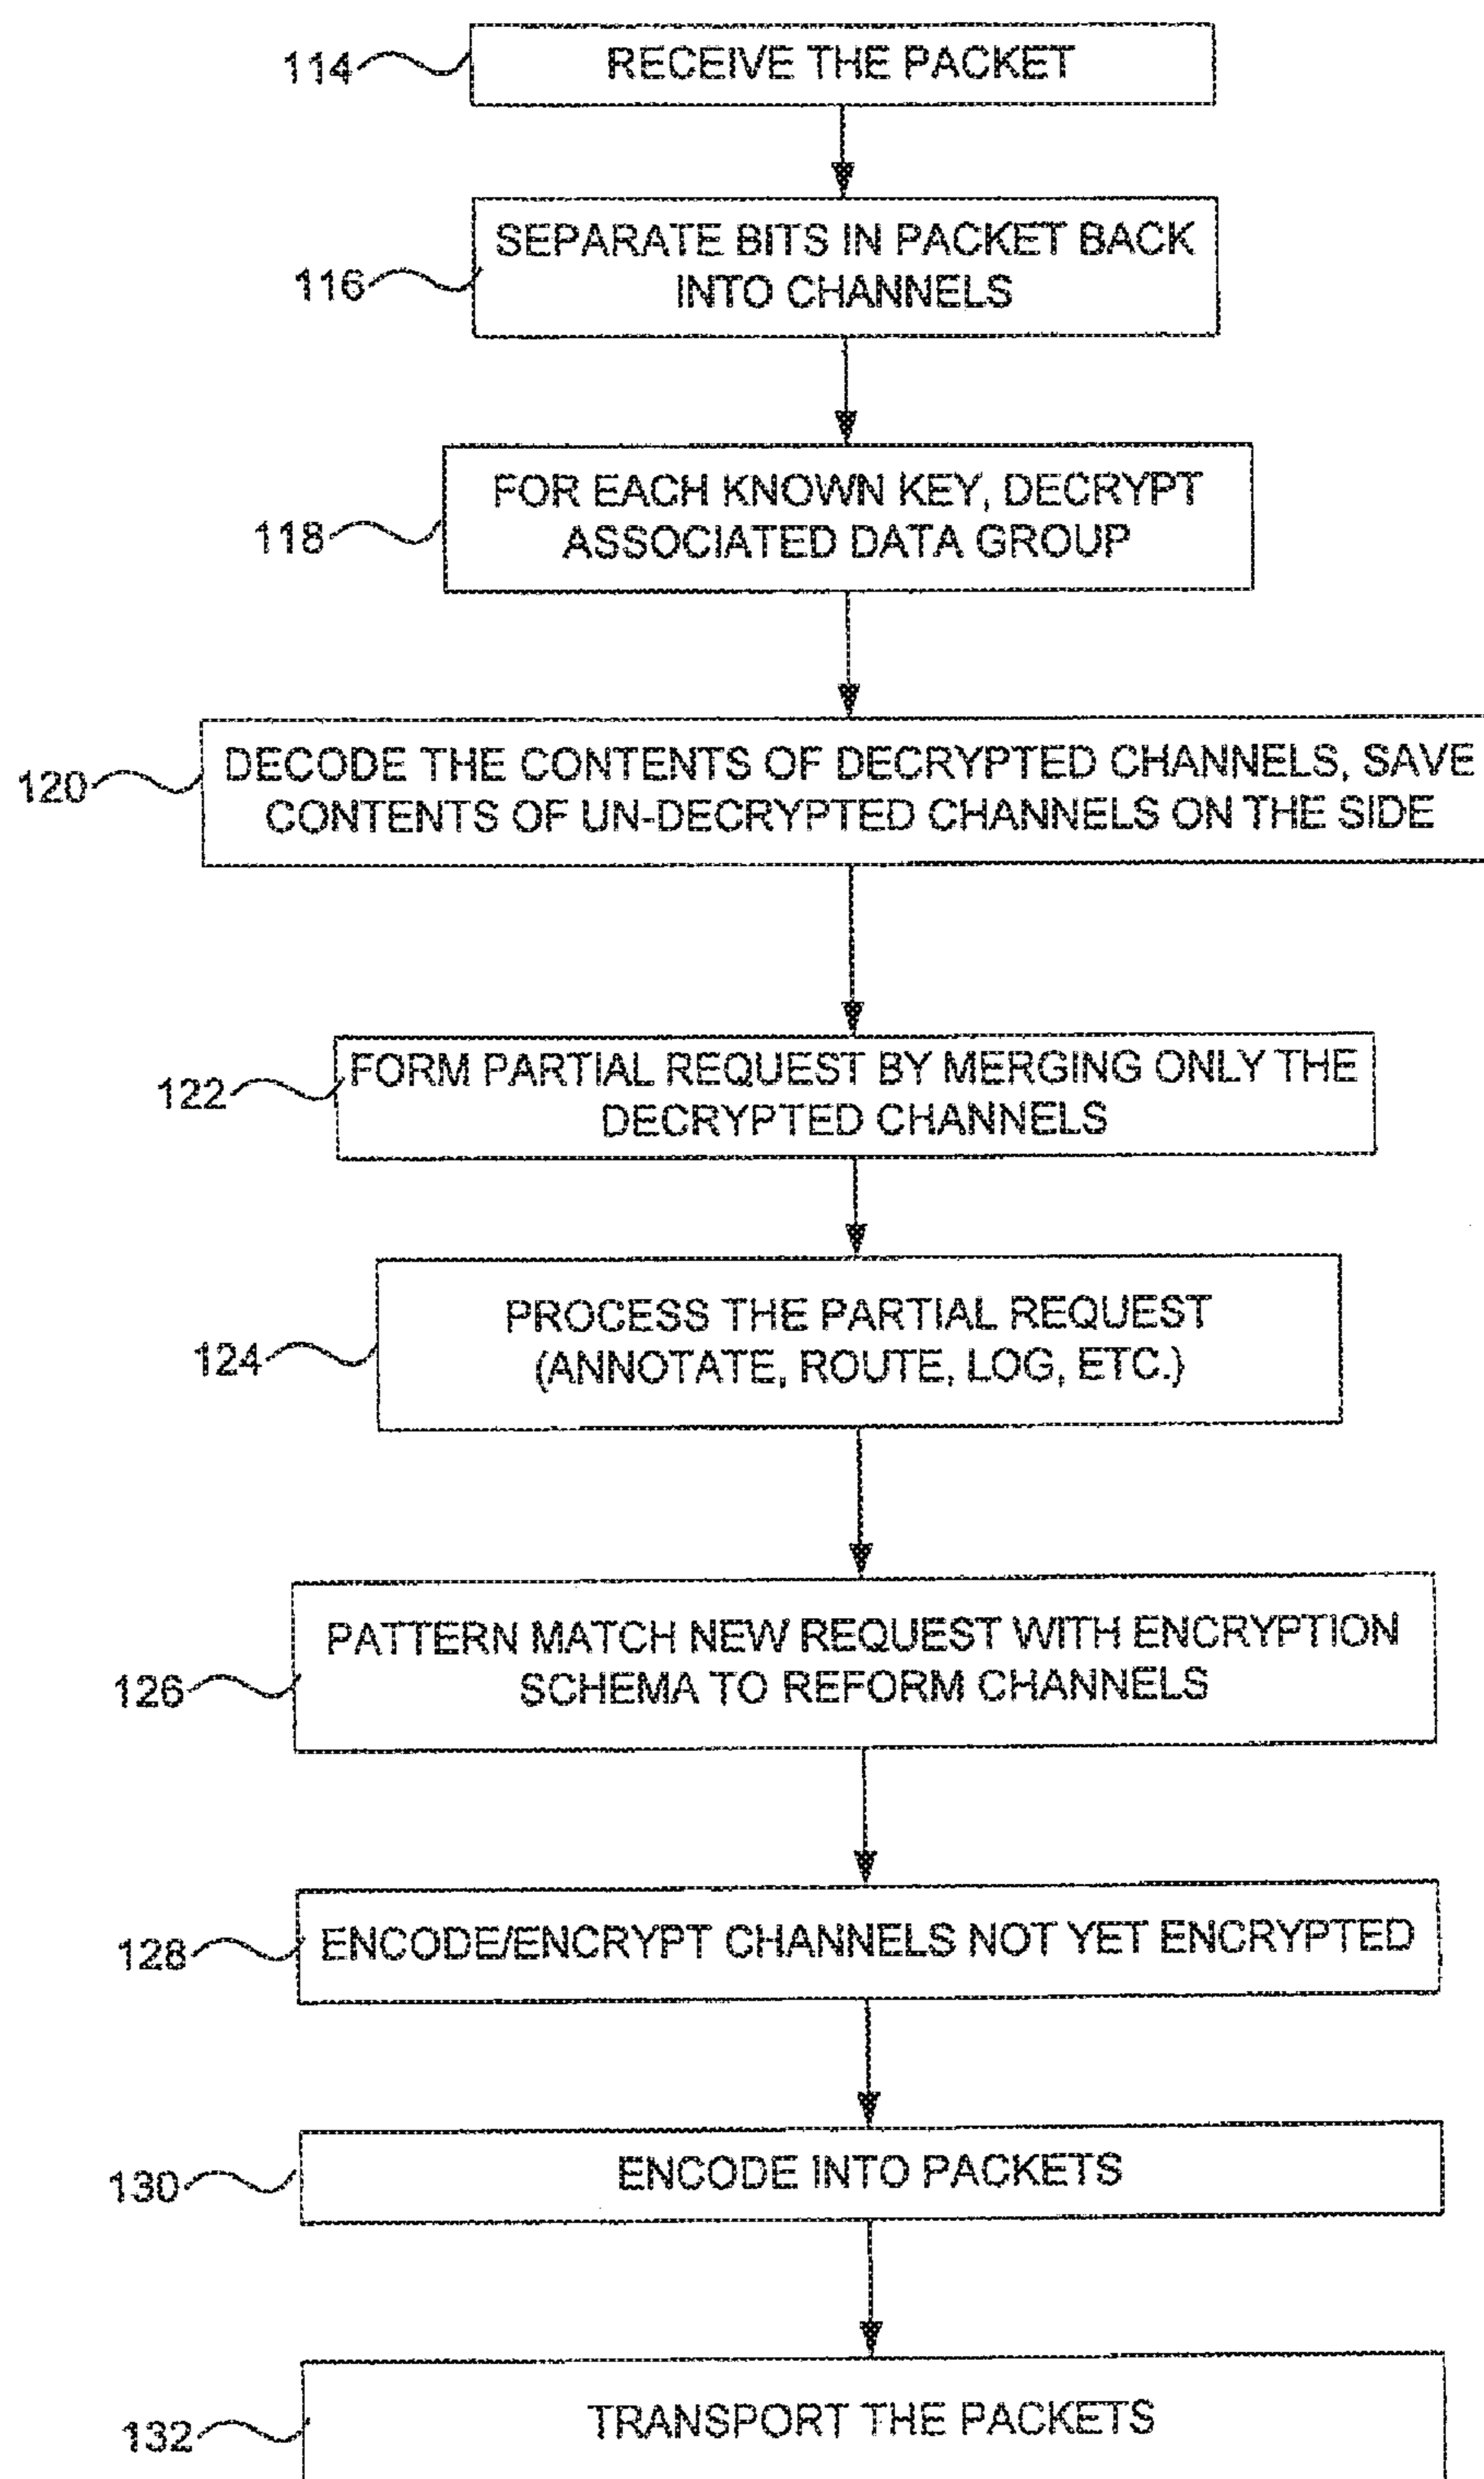 114
RECEIVE THE PACKET
116
SEPARATE BITS IN PACKET BACK
INTO CHANNELS
118
FOR EACH KNOWN KEY, DECRYPT
ASSOCIATED DATA GROUP
120
DECODE THE CONTENTS OF DECRYPTED CHANNELS, SAVE
CONTENTS OF UN-DECRYPTED CHANNELS ON THE SIDE
122
FORM PARTIAL REQUEST BY MERGING ONLY THE
DECRYPTED CHANNELS
124
PROCESS THE PARTIAL REQUEST
(ANNOTATE, ROUTE, LOG, ETC.)
126
PATTERN MATCH NEW REQUEST WITH ENCRYPTION
SCHEMA TO REFORM CHANNELS
128
ENCODE/ENCRYPT CHANNELS NOT YET ENCRYPTED
130
ENCODE INTO PACKETS
132
TRANSPORT THE PACKETS